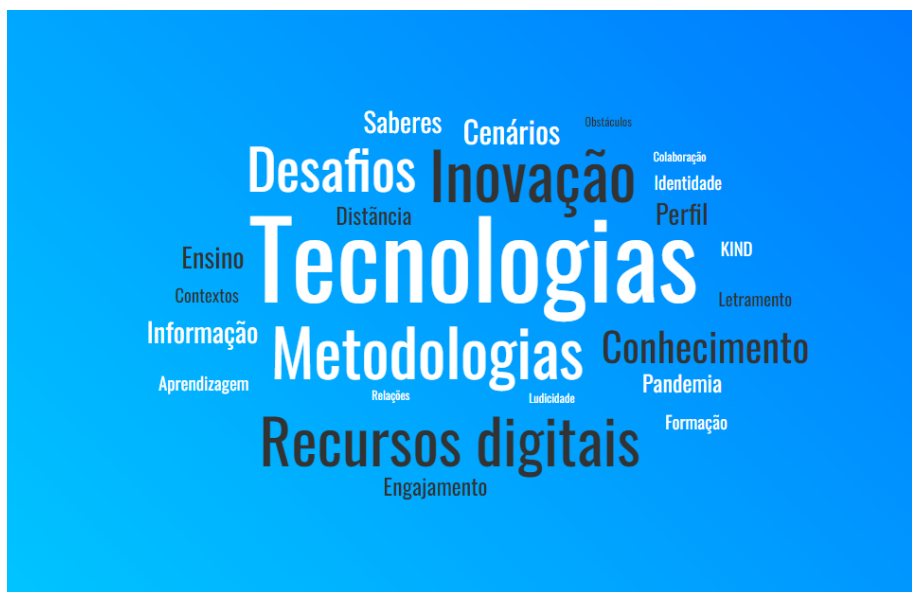 Saberes
Cenários
Obstáculos
Desafios
Inovação
Colaboração
Identidade
Distância
Perfil
Tecnologias
Ensino
KIND
Contextos
Letramento
Informação
Metodologias
Conhecimento
Aprendizagem
Relações
Ludicidade
Pandemia
Formação
Recursos digitais
Engajamento